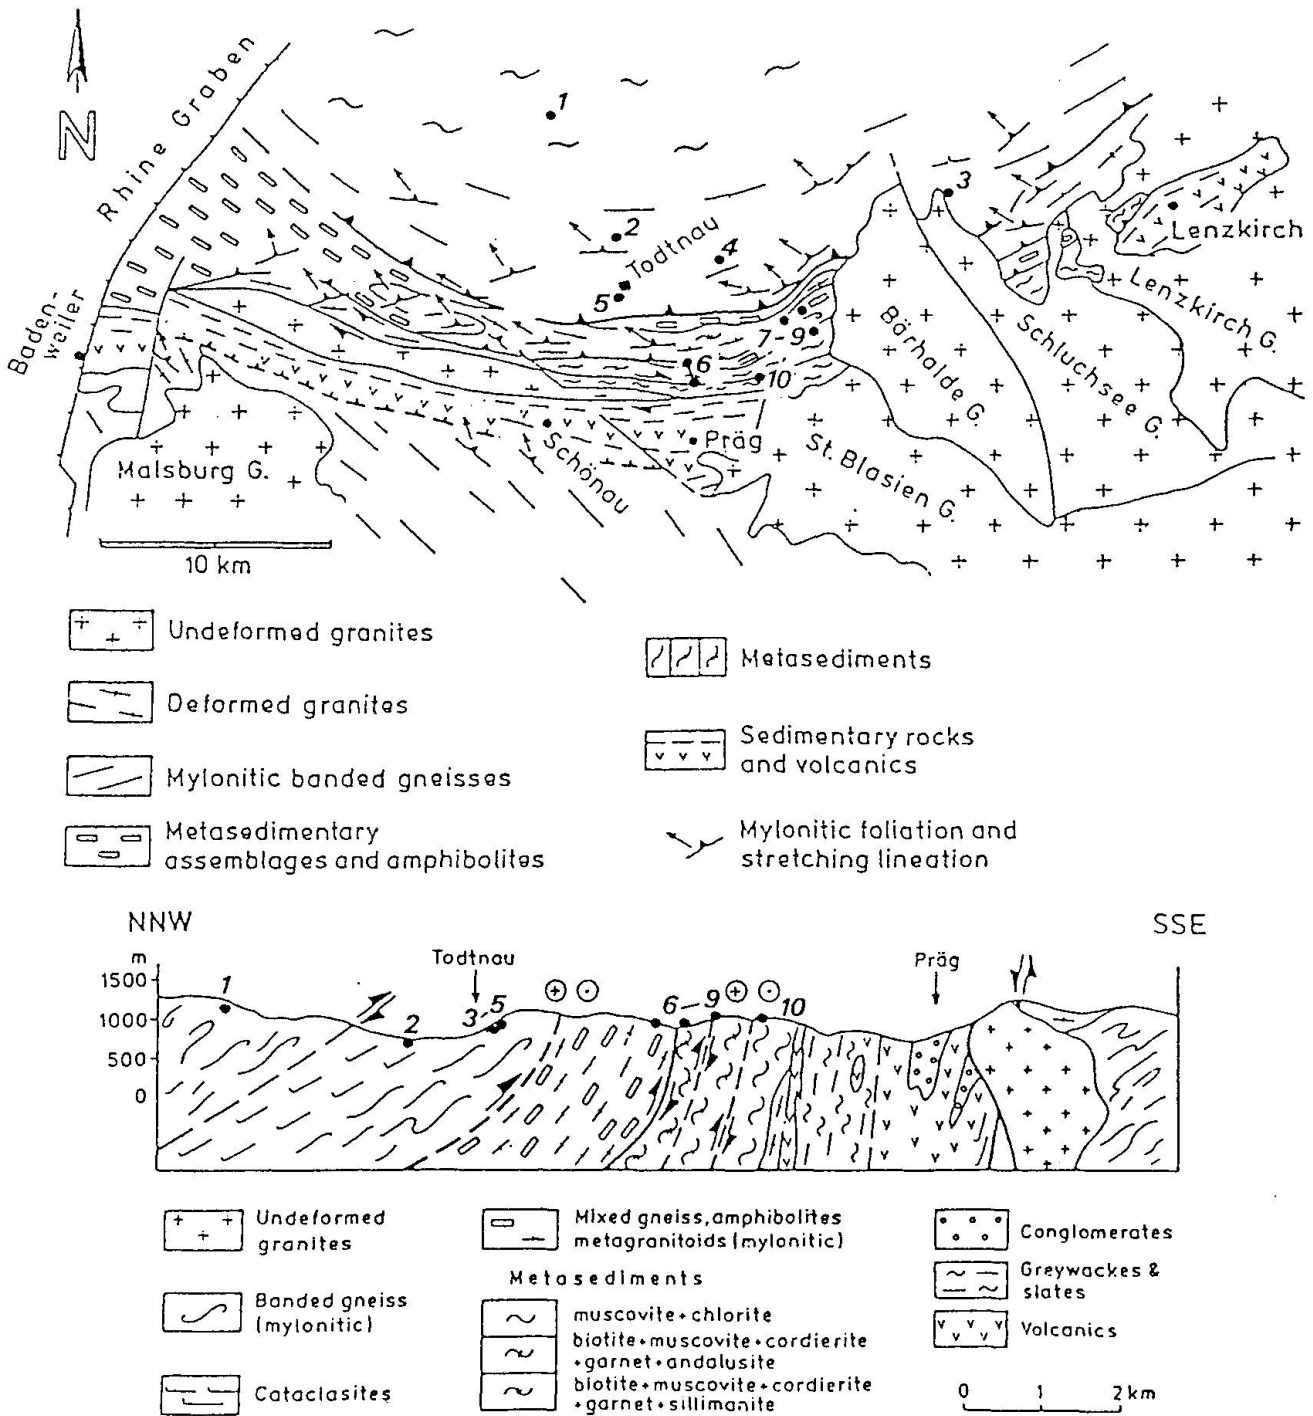 N
Rhine Graben
Baden-
weiler
1
2
3
4
5
Todtnau
6
7-9
10
Lenzkirch
Lenzkirch G.
Schluchsee G.
Bärhalde G.
St. Blasien G.
Präg
Schönau
Malsburg G.
10 km
Undeformed granites
Deformed granites
Mylonitic banded gneisses
Metasedimentary
assemblages and amphibolites
Metasediments
Sedimentary rocks
and volcanics
Mylonitic foliation and
stretching lineation
NNW
SSE
m
1500
1000
500
0
1
2
Todtnau
3-5
6-9
10
Präg
Undeformed
granites
Banded gneiss
(mylonitic)
Cataclasites
Mixed gneiss, amphibolites
metagranitoids (mylonitic)
Metasediments
muscovite+chlorite
biotite+muscovite+cordierite
+garnet+andalusite
biotite+muscovite+cordierite
+garnet+sillimanite
Conglomerates
Greywackes &
slates
Volcanics
0 1 2 km